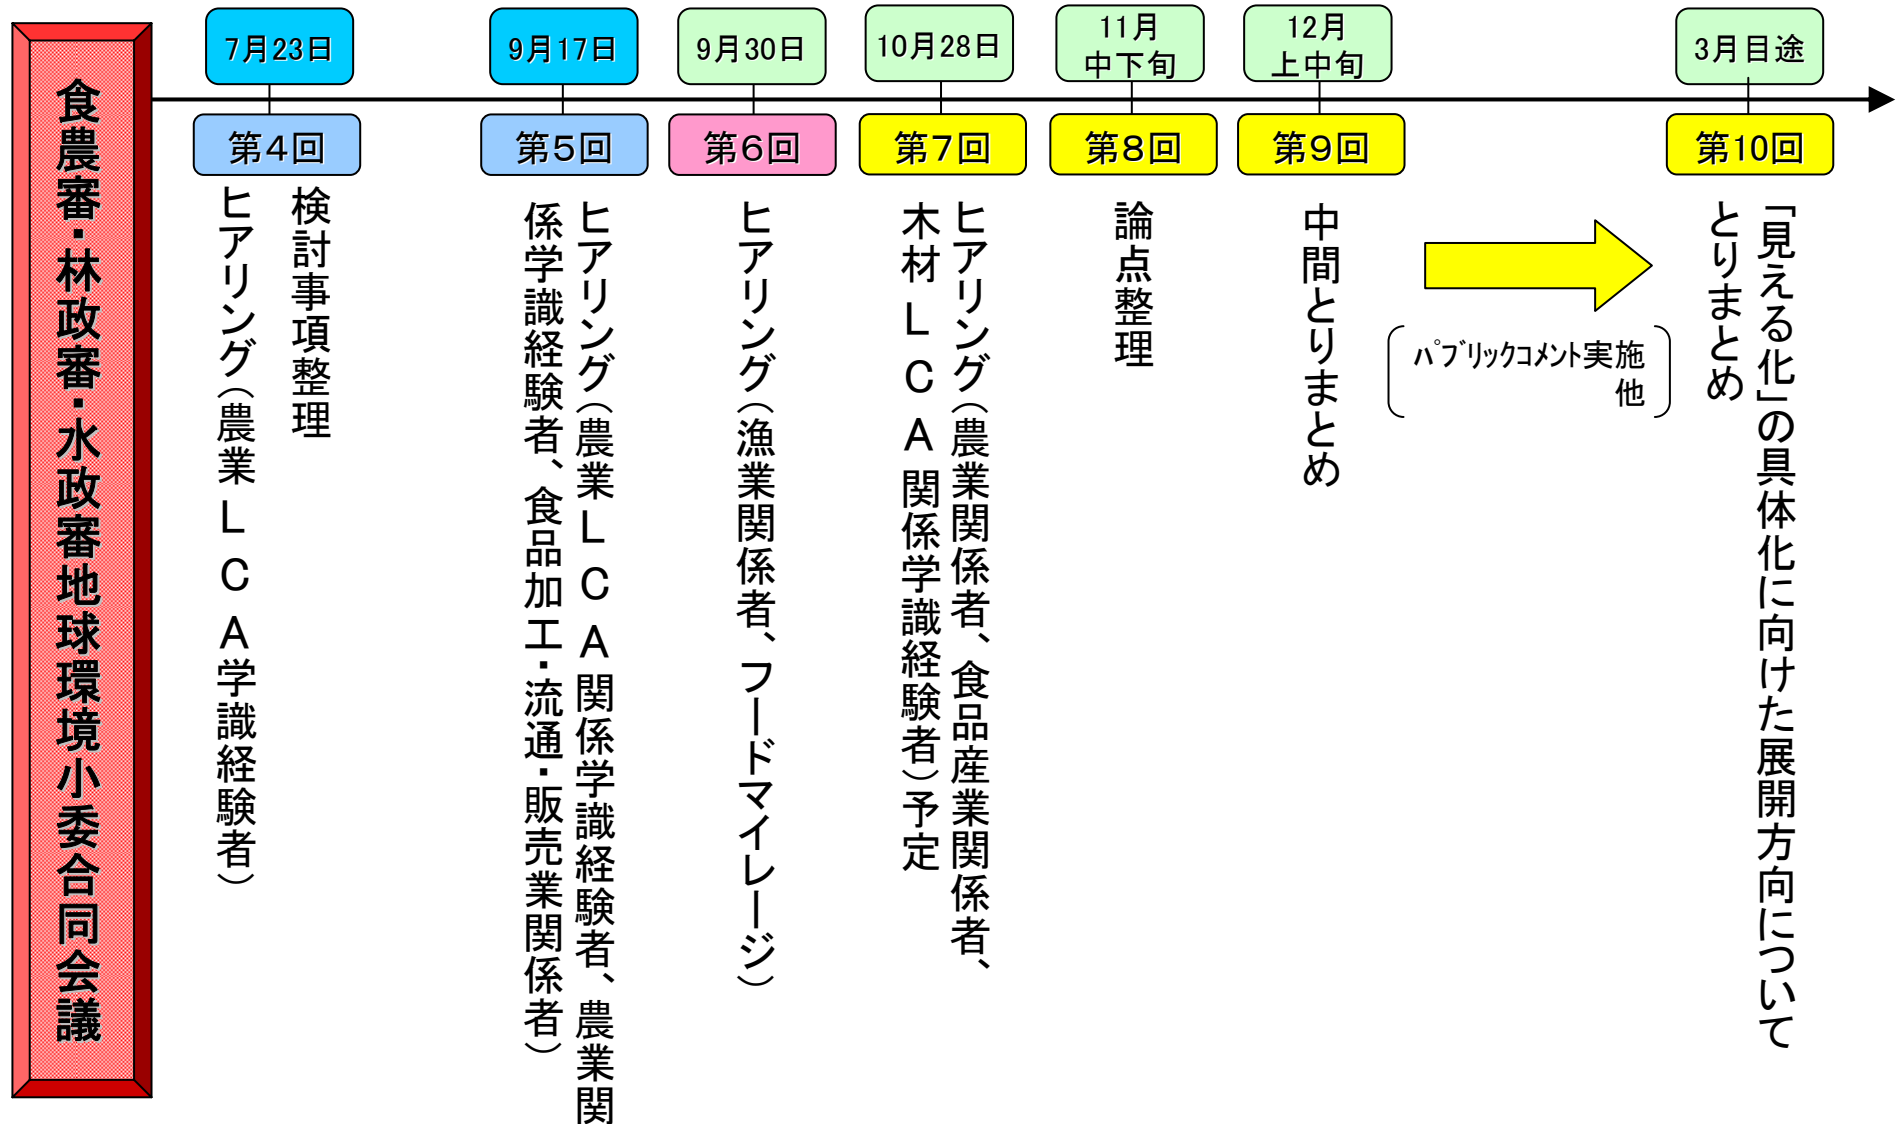 食農審・林政審・水政審地球環境小委合同会議
7月23日
9月17日
9月30日
10月28日
11月
中下旬
12月
上中旬
3月目途
第4回
第5回
第6回
第7回
第8回
第9回
第10回
検討事項整理
ヒアリング（農業LCA学識経験者）
ヒアリング（農業LCA関係学識経験者、農業関
係学識経験者、食品加工・流通・販売業関係者）
ヒアリング（漁業関係者、フードマイレージ）
ヒアリング（農業関係者、食品産業関係者、
木材LCA関係学識経験者）予定
論点整理
中間とりまとめ
ﾊﾟﾌﾞﾘｯｸｺﾒﾝﾄ実施
他
「見える化」の具体化に向けた展開方向について
とりまとめ